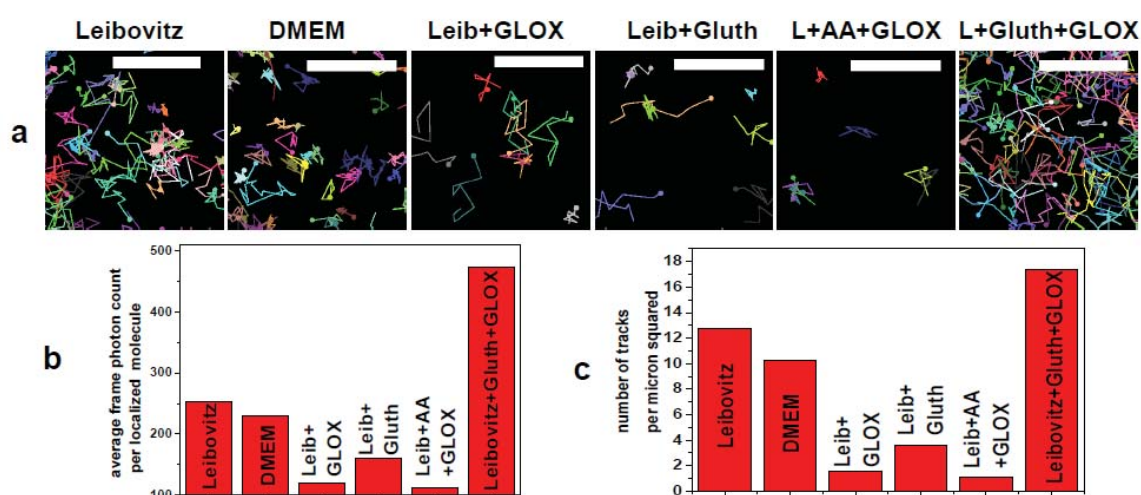 Leibovitz DMEM Leib+GLOX Leib+Gluth L+AA+GLOX L+Gluth+GLOX
a
b
average frame photon count
per localized molecule
500
400
300
200
100
Leibovitz
DMEM
Leib+
GLOX
Leib+
Gluth
Leib+AA
+GLOX
Leibovitz+Gluth+GLOX
c
number of tracks
per micron squared
18
16
14
12
10
8
6
4
2
0
Leibovitz
DMEM
Leib+
GLOX
Leib+
Gluth
Leib+AA
+GLOX
Leibovitz+Gluth+GLOX